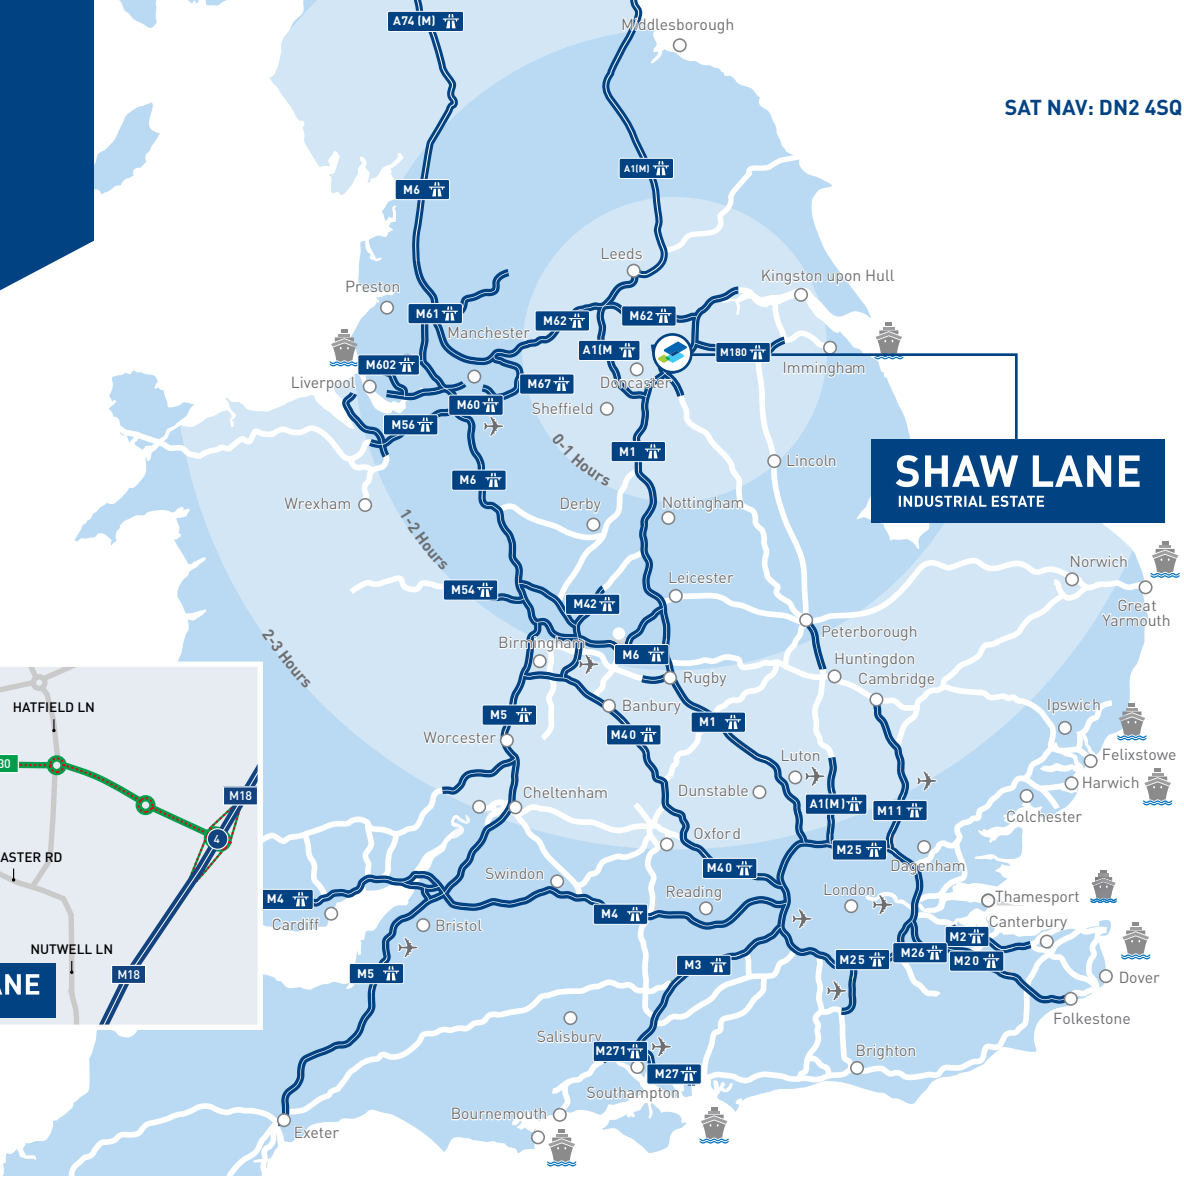 A74 (M)
Middlesborough
SAT NAV: DN2 4SQ
A1(M)
M6
Leeds
Kingston upon Hull
Preston
M61
Manchester
M62
M62
A1(M
M180
Immingham
M602
Liverpool
M67
Doncaster
M60
Sheffield
M56
0-1 Hours
M1
SHAW LANE
INDUSTRIAL ESTATE
Lincoln
M6
Wrexham
Derby
Nottingham
1-2 Hours
Norwich
Great
Yarmouth
M54
Leicester
M42
Peterborough
2-3 Hours
Birmingham
M6
Huntingdon
Cambridge
Rugby
Banbury
M5
M1
M40
Worcester
Ipswich
Felixstowe
Luton
Harwich
Dunstable
Cheltenham
A1(M)
M11
Colchester
Oxford
M25
Dagenham
M40
Swindon
Reading
London
Thamesport
M4
Cardiff
Bristol
M4
Canterbury
M2
M26
M20
M25
M3
M5
Dover
Folkestone
Salisbury
M271
M27
Southampton
Brighton
Bournemouth
Exeter
HATFIELD LN
30
M18
4
ASTER RD
NUTWELL LN
M18
ANE